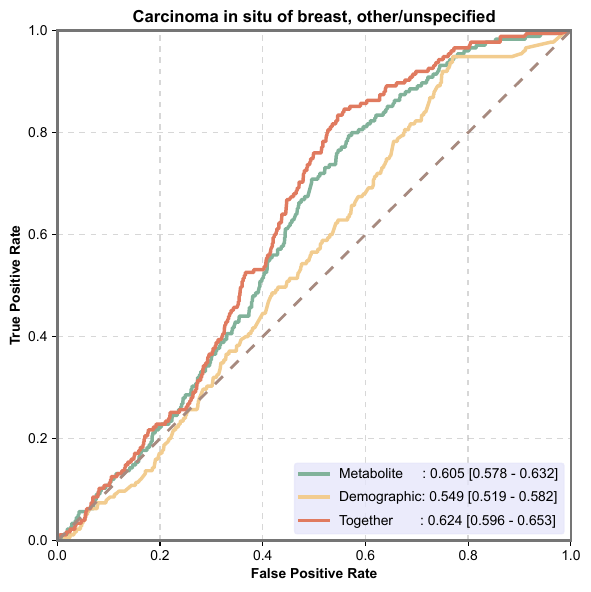 Carcinoma in situ of breast, other/unspecified
1.0
0.8
0.6
0.4
0.2
0.0
True Positive Rate
Metabolite : 0.605 [0.578 - 0.632]
Demographic: 0.549 [0.519 - 0.582]
Together : 0.624 [0.596 - 0.653]
0.0 0.2 0.4 0.6 0.8 1.0
False Positive Rate